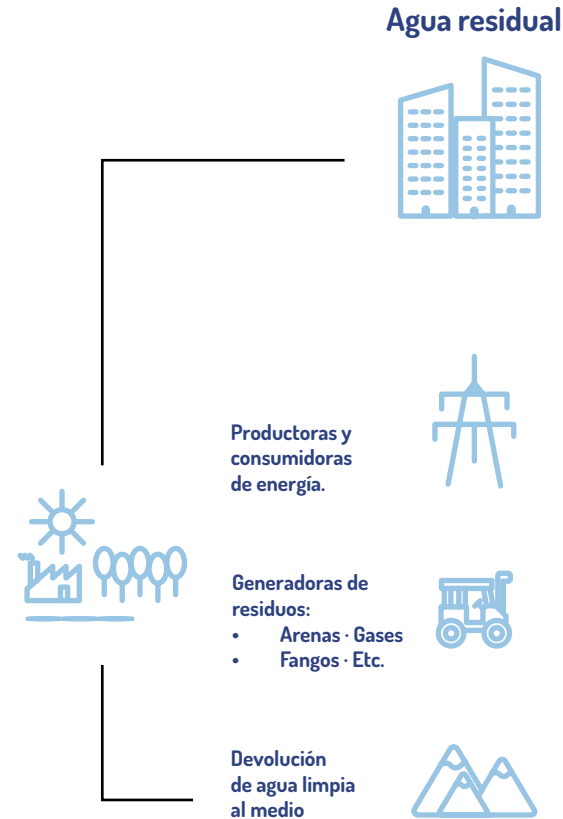 Agua residual
Productoras y
consumidoras
de energía.
Generadoras de
residuos:
• Arenas · Gases
• Fangos · Etc.
Devolución
de agua limpia
al medio